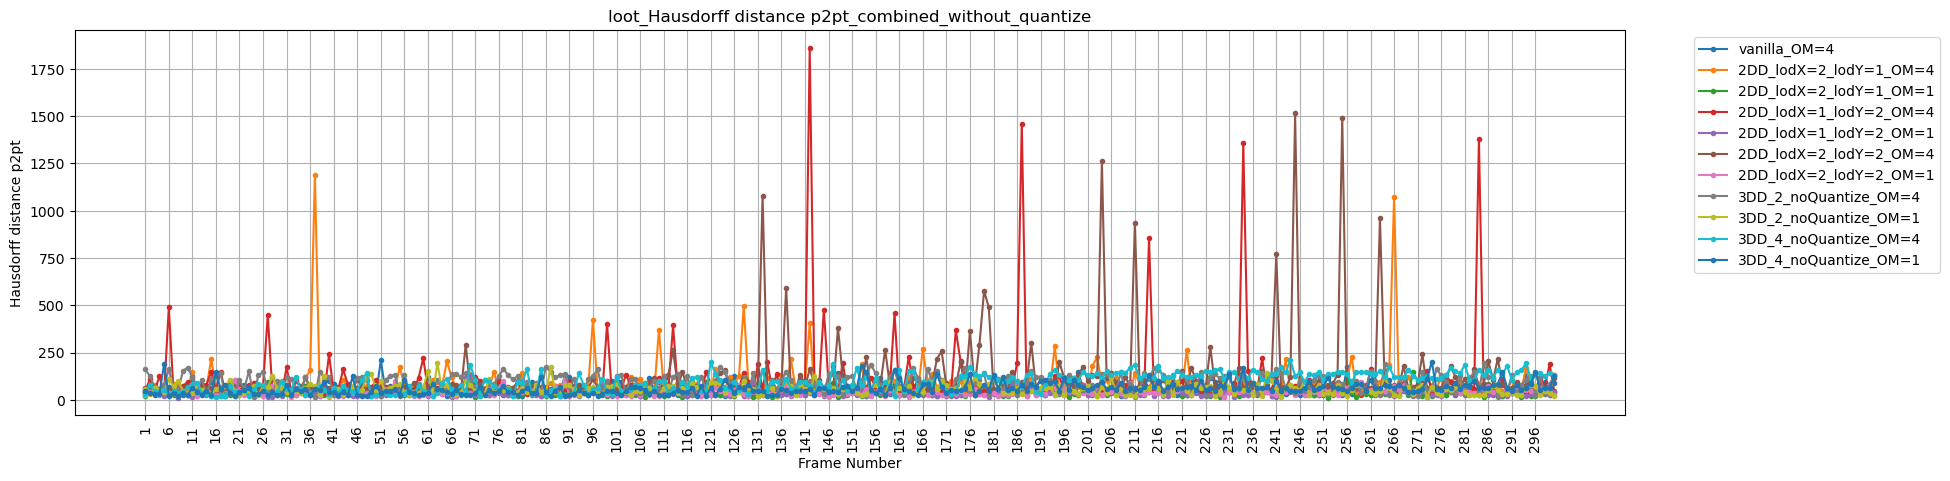 loot_Hausdorff distance p2pt_combined_without_quantize
Hausdorff distance p2pt
1750
1500
1250
1000
750
500
250
0
1 6 11 16 21 26 31 36 41 46 51 56 61 66 71 76 81 86 91 96 101 106 111 116 121 126 131 136 141 146 151 156 161 166 171 176 181 186 191 196 201 206 211 216 221 226 231 236 241 246 251 256 261 266 271 276 281 286 291 296
Frame Number
vanilla_OM=4
2DD_lodX=2_lodY=1_OM=4
2DD_lodX=2_lodY=1_OM=1
2DD_lodX=1_lodY=2_OM=4
2DD_lodX=1_lodY=2_OM=1
2DD_lodX=2_lodY=2_OM=4
2DD_lodX=2_lodY=2_OM=1
3DD_2_noQuantize_OM=4
3DD_2_noQuantize_OM=1
3DD_4_noQuantize_OM=4
3DD_4_noQuantize_OM=1